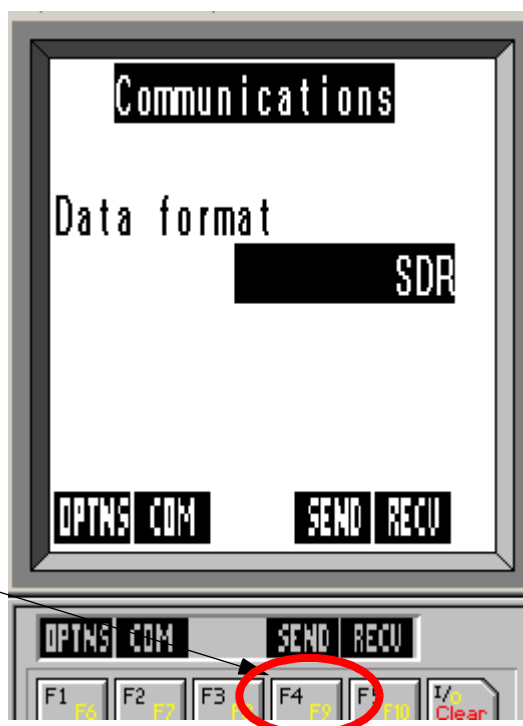 Communications
Data format
SDR
OPTNS COM SEND RECV
OPTNS COM SEND RECV
F1 F2 F3 F4 F5 I/o
F6 F7 F8 F9 F10 Clear